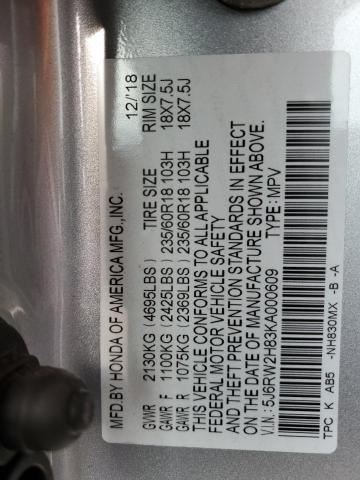 MFD.BY HONDA OF AMERICA MFG.,INC. 12/'18
TIRE SIZE RIM SIZE
GVWR 2130KG(4695LBS)
GAWR F 1100KG(2425LBS) 235/60R18 103H 18X7.5J
GAWR R 1075KG(2369LBS) 235/60R18 103H 18X7.5J
THIS VEHICLE CONFORMS TO ALL APPLICABLE
FEDERAL MOTOR VEHICLE SAFETY
AND THEFT PREVENTION STANDARDS IN EFFECT
ON THE DATE OF MANUFACTURE SHOWN ABOVE.
V.I.N.: 5J6RW2H83KA000609 TYPE: MPV
TPC K AB5 -NH830MX -B -A